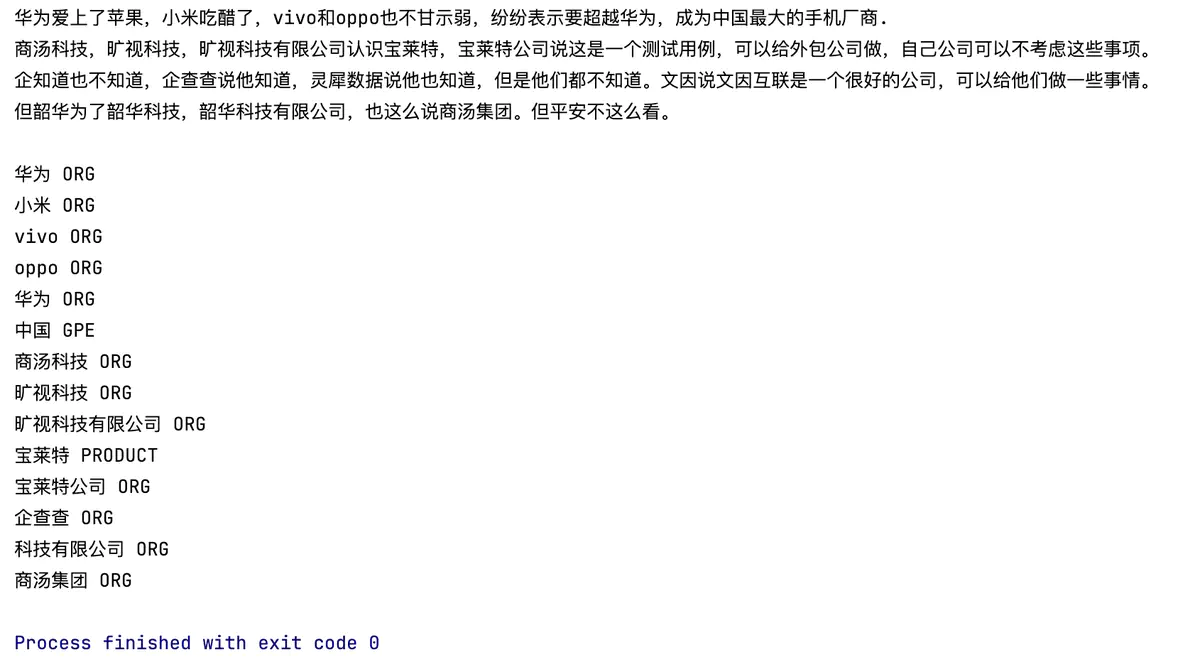 华为爱上了苹果，小米吃醋了，vivo和oppo也不甘示弱，纷纷表示要超越华为，成为中国最大的手机厂商.
商汤科技，旷视科技，旷视科技有限公司认识宝莱特，宝莱特公司说这是一个测试用例，可以给外包公司做，自己公司可以不考虑这些事项。
企知道也不知道，企查查说他知道，灵犀数据说他也知道，但是他们都不知道。文因说文因互联是一个很好的公司，可以给他们做一些事情。
但韶华为了韶华科技，韶华科技有限公司，也这么说商汤集团。但平安不这么看。
华为 ORG
小米 ORG
vivo ORG
oppo ORG
华为 ORG
中国 GPE
商汤科技 ORG
旷视科技 ORG
旷视科技有限公司 ORG
宝莱特 PRODUCT
宝莱特公司 ORG
企查查 ORG
科技有限公司 ORG
商汤集团 ORG
Process finished with exit code 0